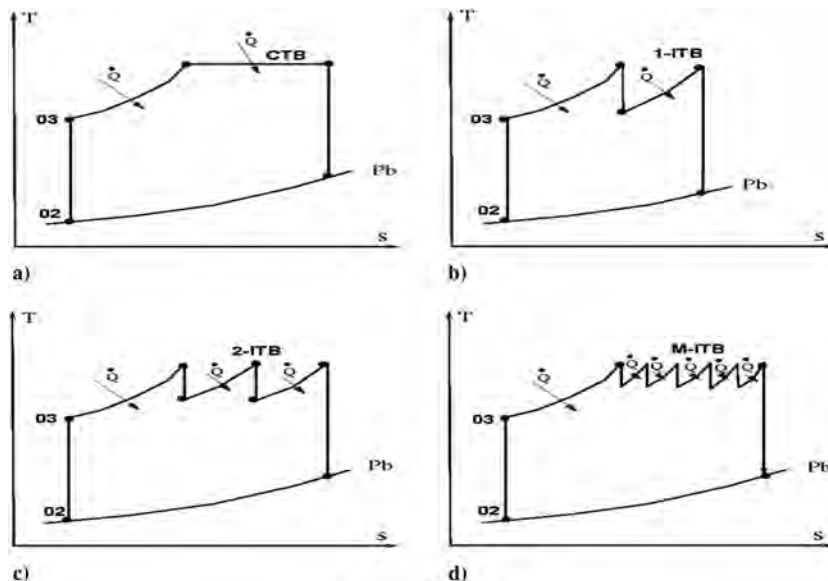 T
Q̇
CTB
Q̇
03
Pb
02
S
a)
T
1-ITB
Q̇
Q̇
03
Pb
02
S
b)
T
2-ITB
Q̇
Q̇
Q̇
03
Pb
02
S
c)
T
M-ITB
Q̇
Q̇
Q̇
Q̇
Q̇
Q̇
03
Pb
02
S
d)